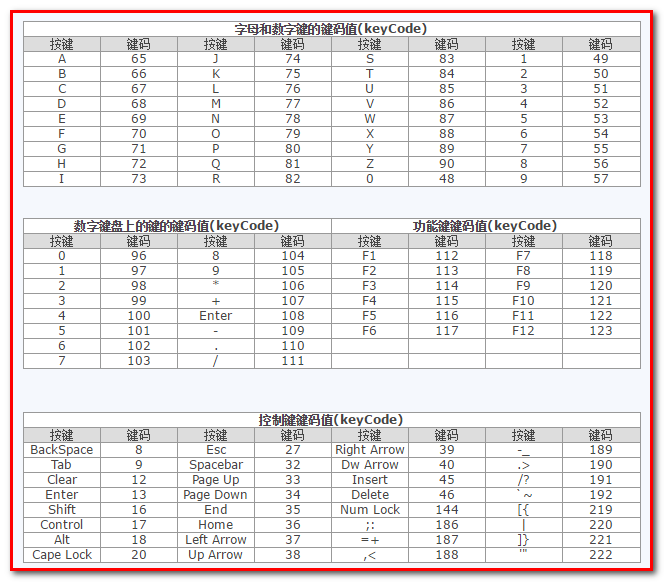 字母和数字键的键码值(keyCode)
按键 键码 按键 键码 按键 键码 按键 键码
A 65 J 74 S 83 1 49
B 66 K 75 T 84 2 50
C 67 L 76 U 85 3 51
D 68 M 77 V 86 4 52
E 69 N 78 W 87 5 53
F 70 O 79 X 88 6 54
G 71 P 80 Y 89 7 55
H 72 Q 81 Z 90 8 56
I 73 R 82 0 48 9 57
数字键盘上的键的键码值(keyCode) 功能键键码值(keyCode)
按键 键码 按键 键码 按键 键码 按键 键码
0 96 8 104 F1 112 F7 118
1 97 9 105 F2 113 F8 119
2 98 * 106 F3 114 F9 120
3 99 + 107 F4 115 F10 121
4 100 Enter 108 F5 116 F11 122
5 101 - 109 F6 117 F12 123
6 102 . 110
7 103 / 111
控制键键码值(keyCode)
按键 键码 按键 键码 按键 键码 按键 键码
BackSpace 8 Esc 27 Right Arrow 39 -_ 189
Tab 9 Spacebar 32 Dw Arrow 40 .> 190
Clear 12 Page Up 33 Insert 45 /? 191
Enter 13 Page Down 34 Delete 46 `~ 192
Shift 16 End 35 Num Lock 144 [{ 219
Control 17 Home 36 ;: 186 | 220
Alt 18 Left Arrow 37 =+ 187 ]} 221
Cape Lock 20 Up Arrow 38 ,< 188 '" 222